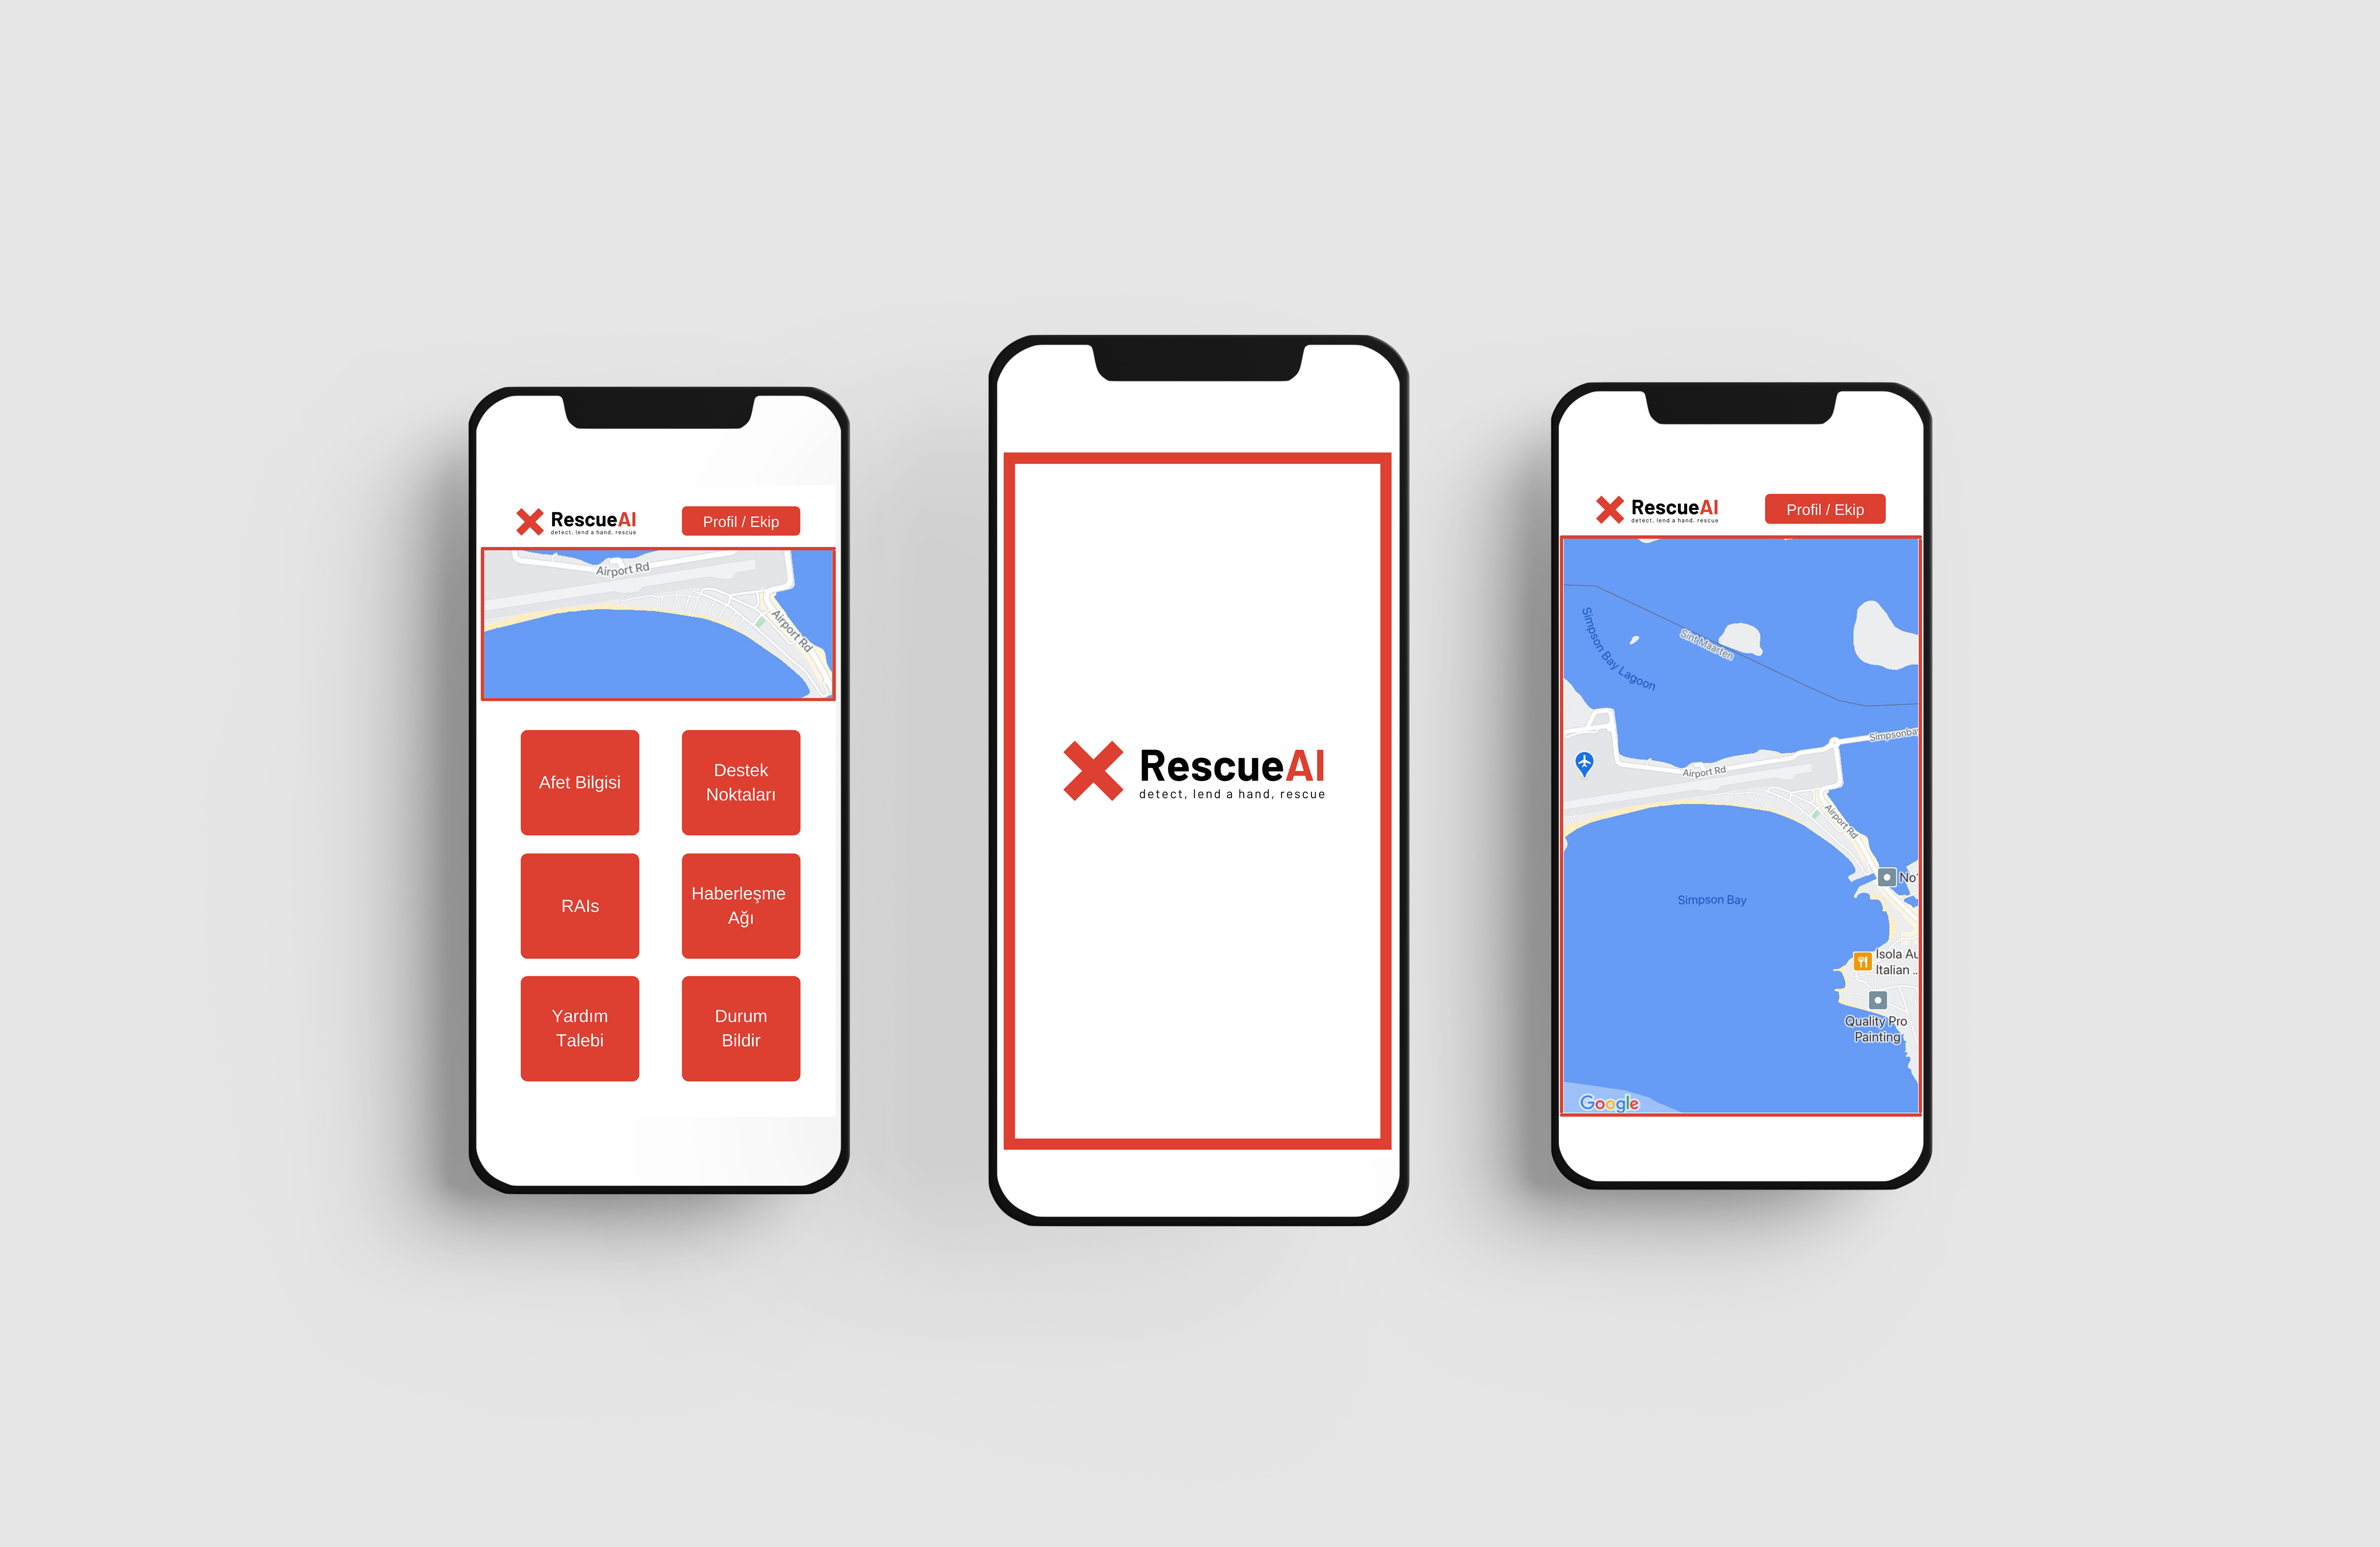 RescueAI
detect, lend a hand, rescue
Profil / Ekip
Airport Rd
Airport Rd
Afet Bilgisi
Destek
Noktaları
RAIs
Haberleşme
Ağı
Yardım
Talebi
Durum
Bildir
RescueAI
detect, lend a hand, rescue
RescueAI
detect, lend a hand, rescue
Profil / Ekip
Simpson Bay Lagoon
Sint Maarten
Simpsonba
Airport Rd
Airport Rd
No
Simpson Bay
Isola Au
Italian ..
Quality Pro
Painting
Google